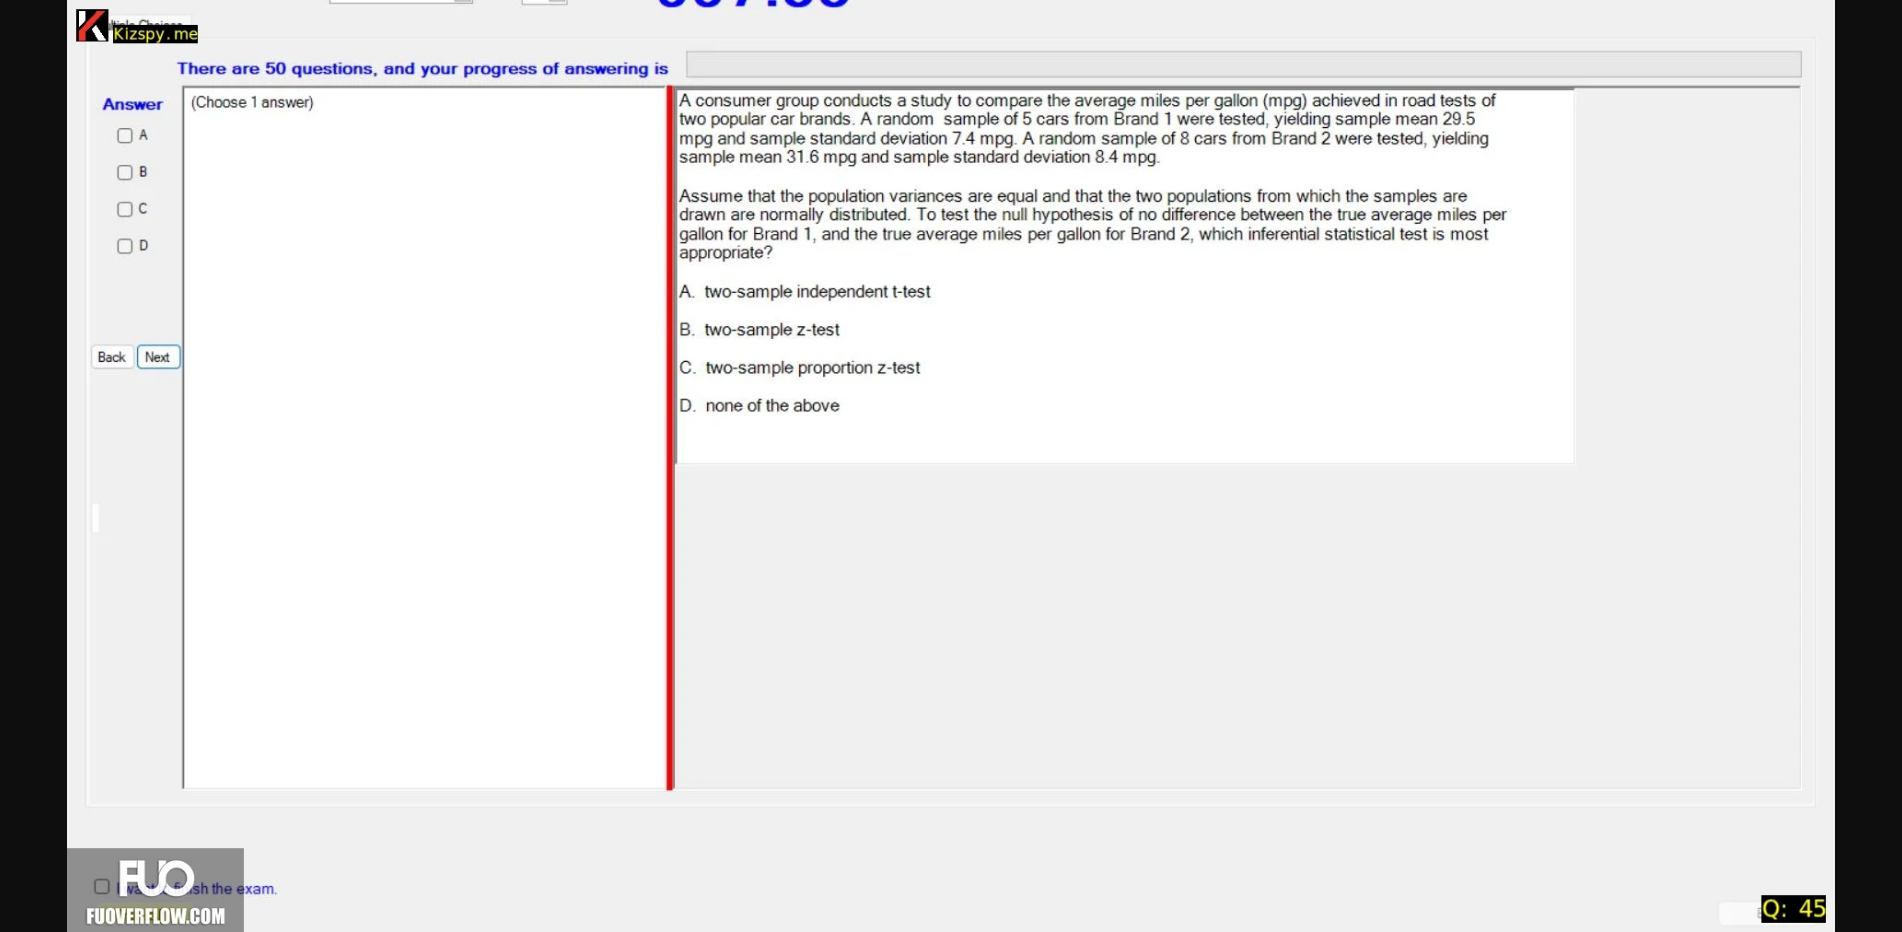 Kizspy.me
There are 50 questions, and your progress of answering is
Answer
(Choose 1 answer)
A
B
C
D
Back
Next
A consumer group conducts a study to compare the average miles per gallon (mpg) achieved in road tests of
two popular car brands. A random sample of 5 cars from Brand 1 were tested, yielding sample mean 29.5
mpg and sample standard deviation 7.4 mpg. A random sample of 8 cars from Brand 2 were tested, yielding
sample mean 31.6 mpg and sample standard deviation 8.4 mpg.
Assume that the population variances are equal and that the two populations from which the samples are
drawn are normally distributed. To test the null hypothesis of no difference between the true average miles per
gallon for Brand 1, and the true average miles per gallon for Brand 2, which inferential statistical test is most
appropriate?
A. two-sample independent t-test
B. two-sample z-test
C. two-sample proportion z-test
D. none of the above
FUO
the exam.
FUOVERFLOW.COM
Q: 45